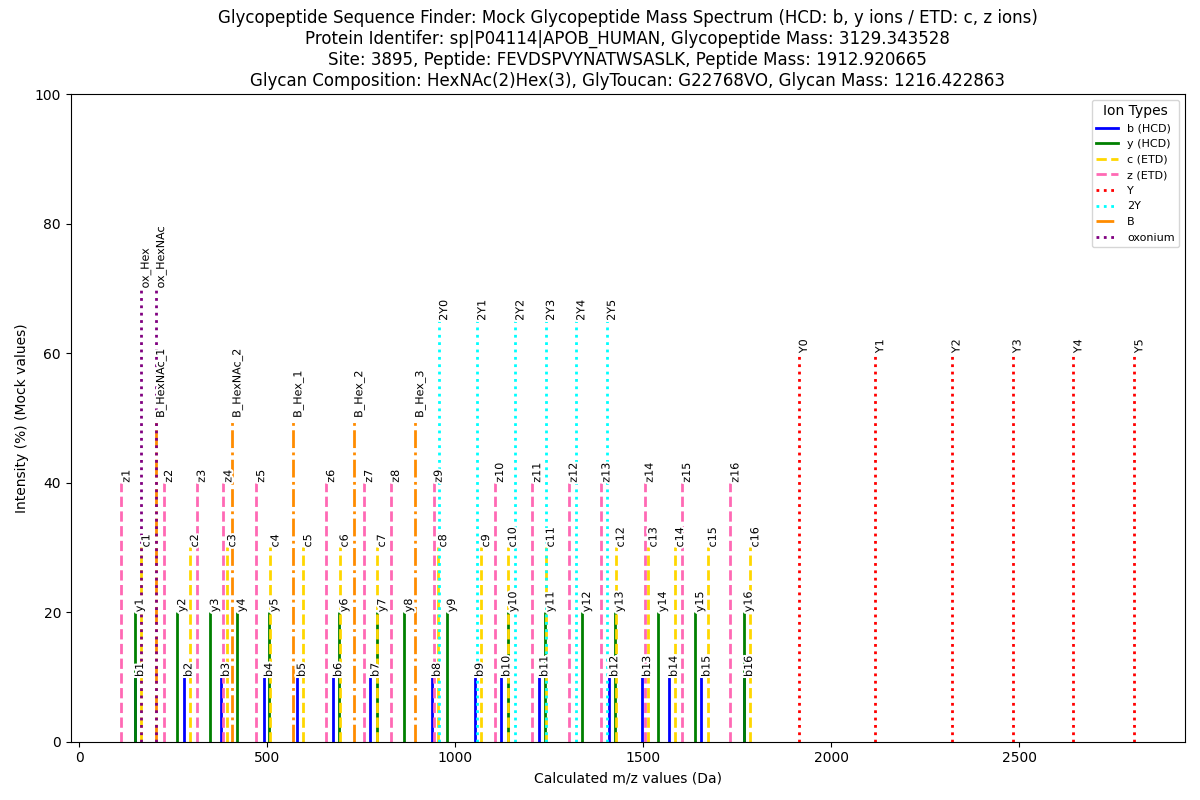 Glycopeptide Sequence Finder: Mock Glycopeptide Mass Spectrum (HCD: b, y ions / ETD: c, z ions)
Protein Identifer: sp|P04114|APOB_HUMAN, Glycopeptide Mass: 3129.343528
Site: 3895, Peptide: FEVDSPVYNATWSASLK, Peptide Mass: 1912.920665
Glycan Composition: HexNAc(2)Hex(3), GlyToucan: G22768VO, Glycan Mass: 1216.422863
100
80
60
40
20
0
Intensity (%) (Mock values)
Ion Types
b (HCD)
y (HCD)
c (ETD)
z (ETD)
Y
2Y
B
oxonium
ox_Hex
ox_HexNAc
2Y0
2Y1
2Y2
2Y3
2Y4
2Y5
Y0
Y1
Y2
Y3
Y4
Y5
B_HexNAc_1
B_HexNAc_2
B_Hex_1
B_Hex_2
B_Hex_3
z1
z2
z3
z4
z5
z6
z7
z8
z9
z10
z11
z12
z13
z14
z15
z16
c1
c2
c3
c4
c5
c6
c7
c8
c9
c10
c11
c12
c13
c14
c15
c16
y1
y2
y3
y4
y5
y6
y7
y8
y9
y10
y11
y12
y13
y14
y15
y16
b1
b2
b3
b4
b5
b6
b7
b8
b9
b10
b11
b12
b13
b14
b15
b16
0
500
1000
1500
2000
2500
Calculated m/z values (Da)